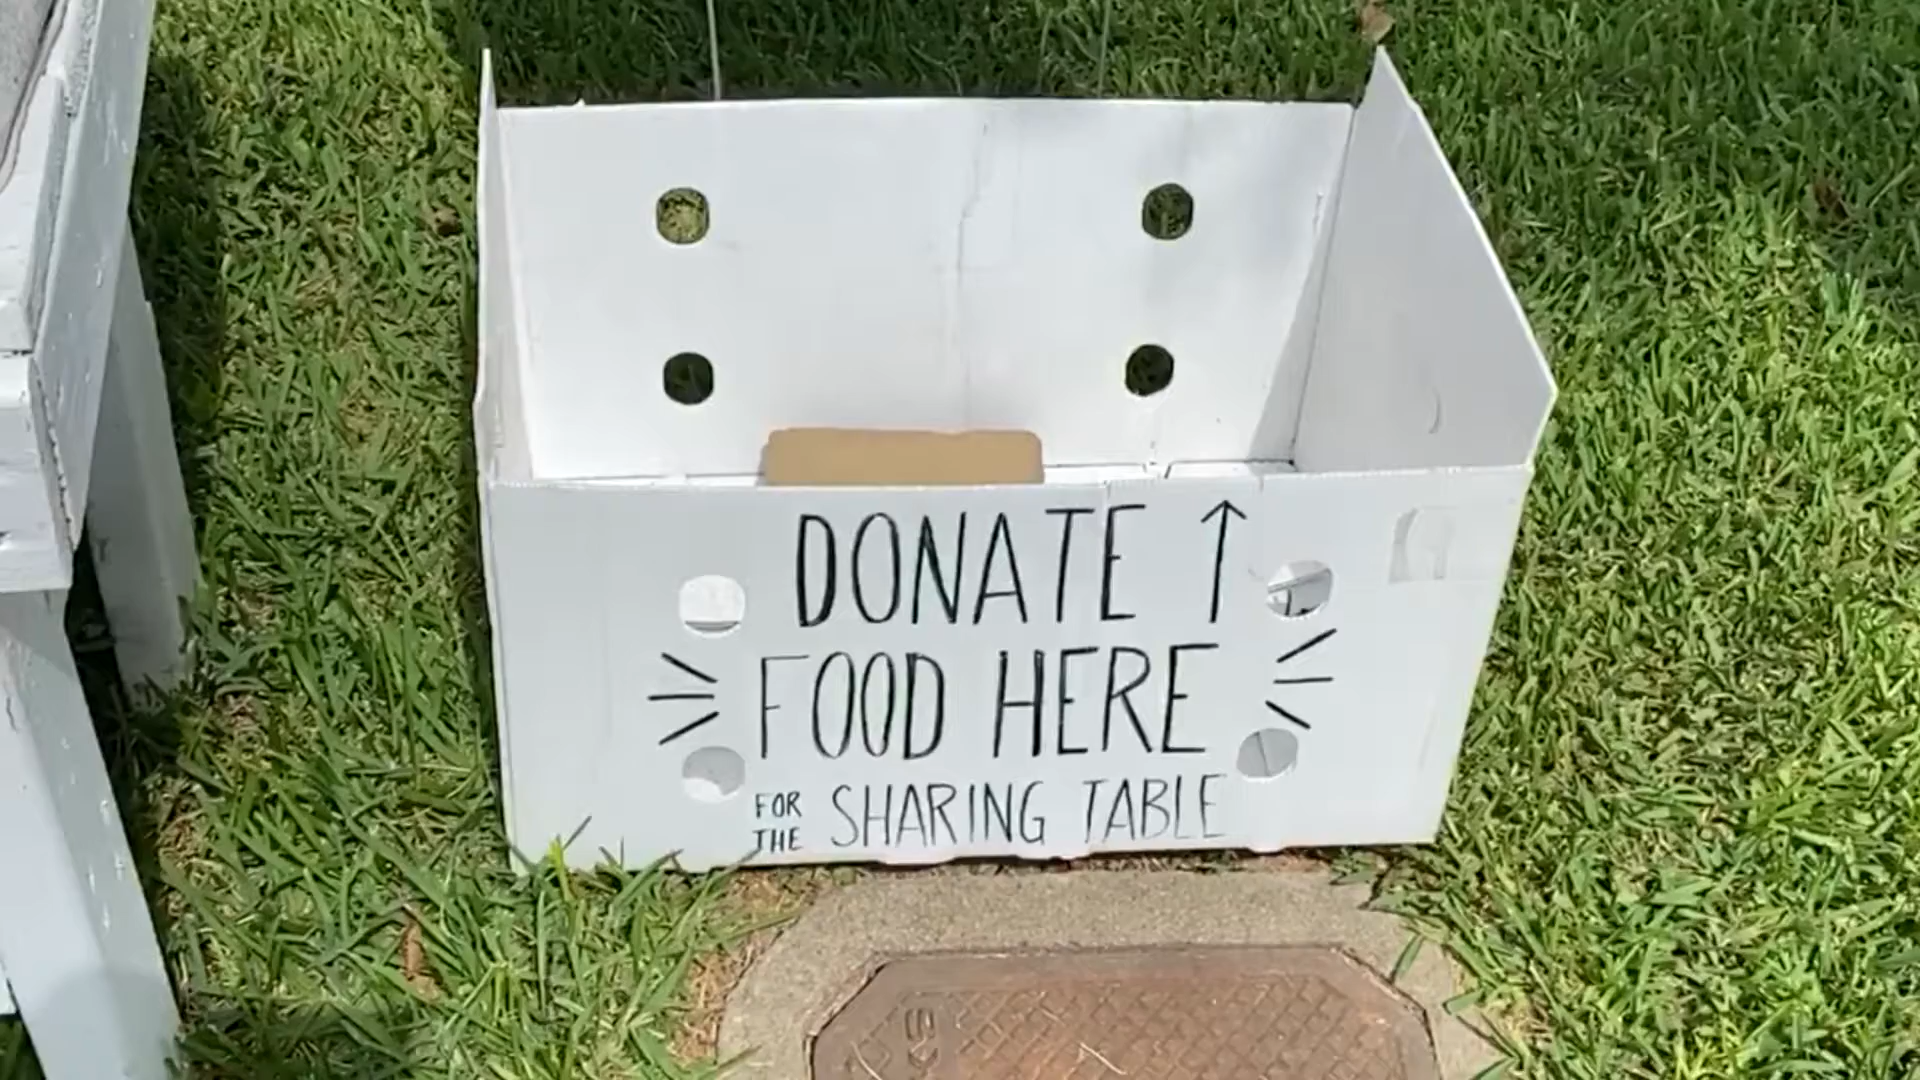 DONATE ↑
FOOD HERE
FOR
THE
SHARING TABLE